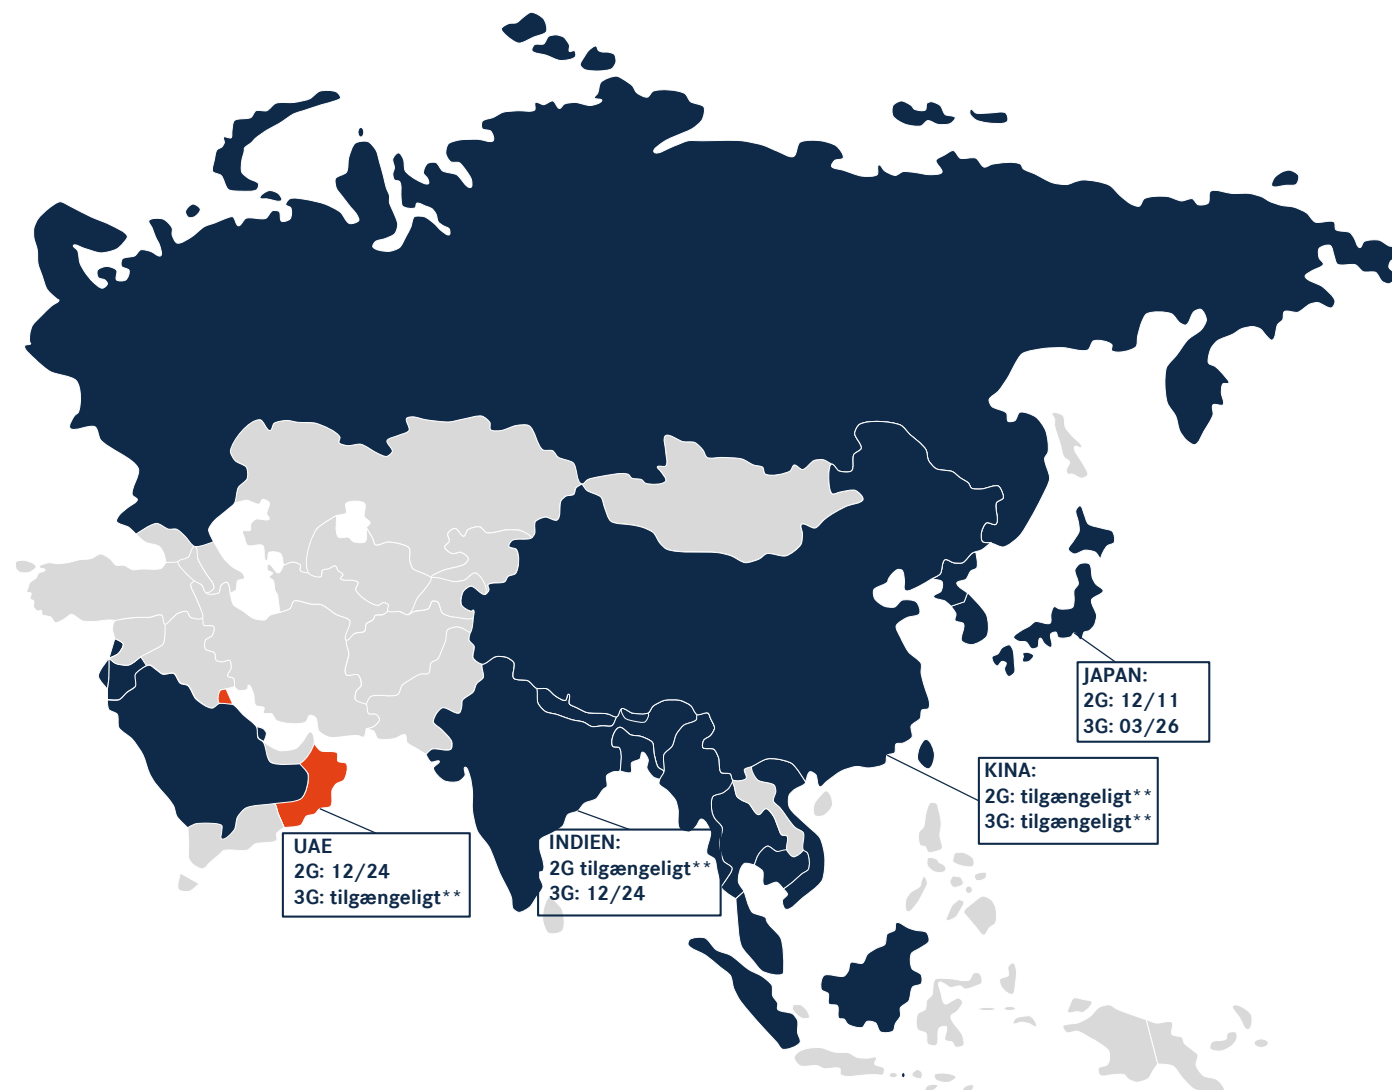 JAPAN:
2G: 12/11
3G: 03/26
KINA:
2G: tilgængeligt**
3G: tilgængeligt**
UAE
2G: 12/24
3G: tilgængeligt**
INDIEN:
2G tilgængeligt**
3G: 12/24